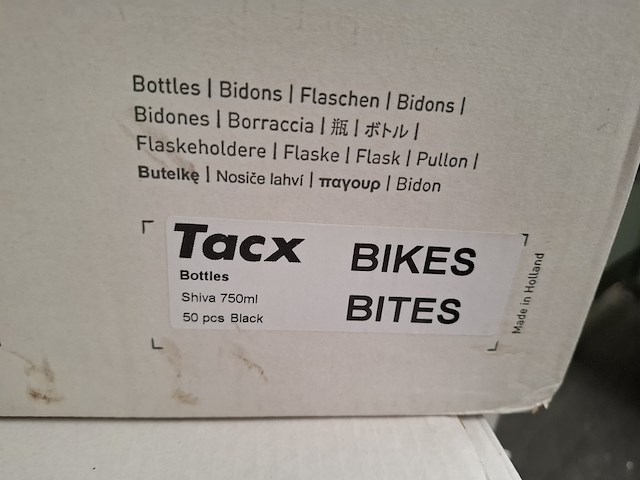 Bottles | Bidons | Flaschen | Bidons |
Bidones | Borraccia | 瓶 | ボトル |
Flaskeholdere | Flaske | Flask | Pullon |
Butelkę | Nosiče lahví | παγουρ | Bidon
Tacx BIKES
Bottles
Shiva 750ml BITES
50 pcs Black
Made in Holland